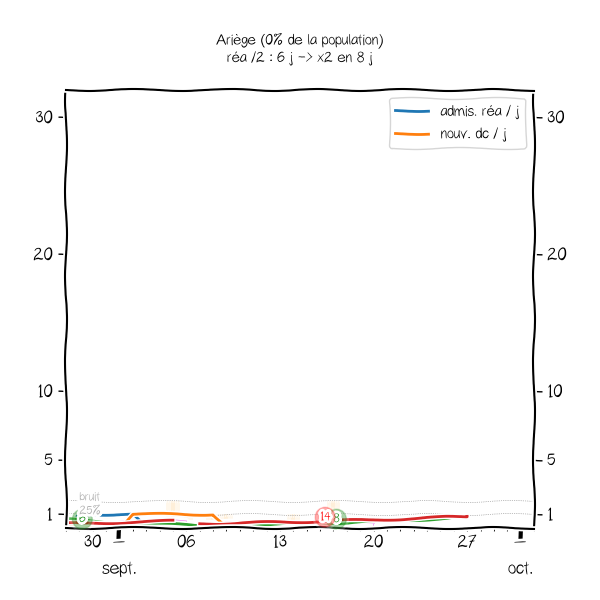 Ariège (0% de la population)
réa /2 : 6 j -> x2 en 8 j
admis. réa / j
nouv. dc / j
30
30
20
20
10
10
5
5
1
1
bruit
25%
14
8
30
06
13
20
27
sept.
oct.